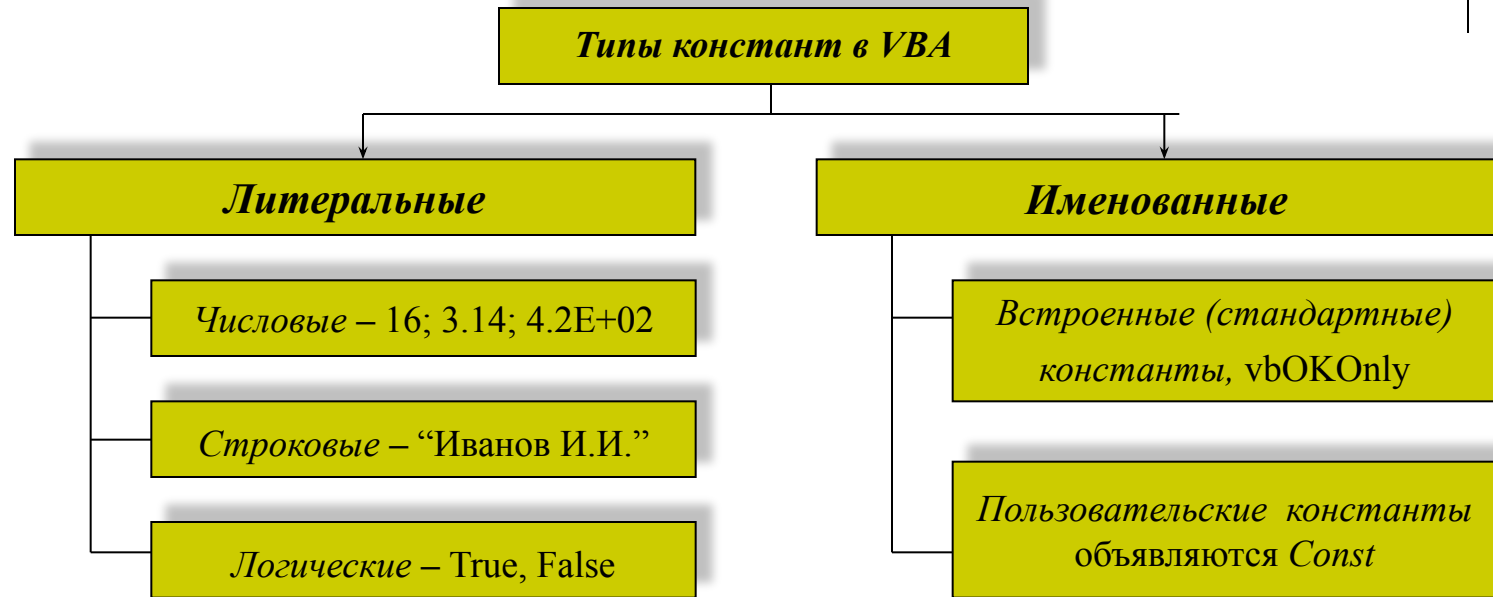 Типы констант в VBA
Литеральные
Числовые – 16; 3.14; 4.2E+02
Строковые – “Иванов И.И.”
Логические – True, False
Именованные
Встроенные (стандартные)
константы, vbOKOnly
Пользовательские константы
объявляются Const